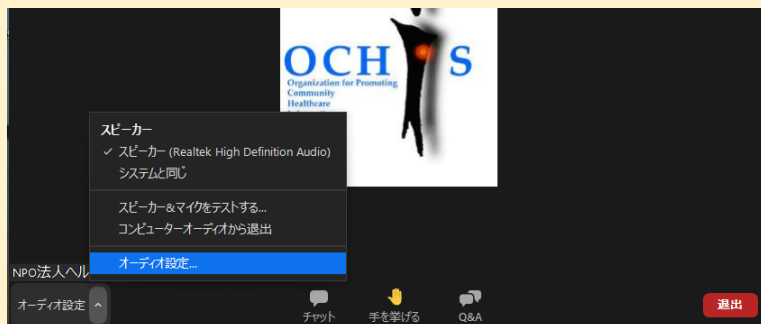 OCHIS
Organization for Promoting
Community
Healthcare
スピーカー
スピーカー (Realtek High Definition Audio)
システムと同じ
スピーカー&マイクをテストする...
コンピューターオーディオから退出
オーディオ設定...
NPO法人ヘル
オーディオ設定
チャット
手を挙げる
Q&A
退出